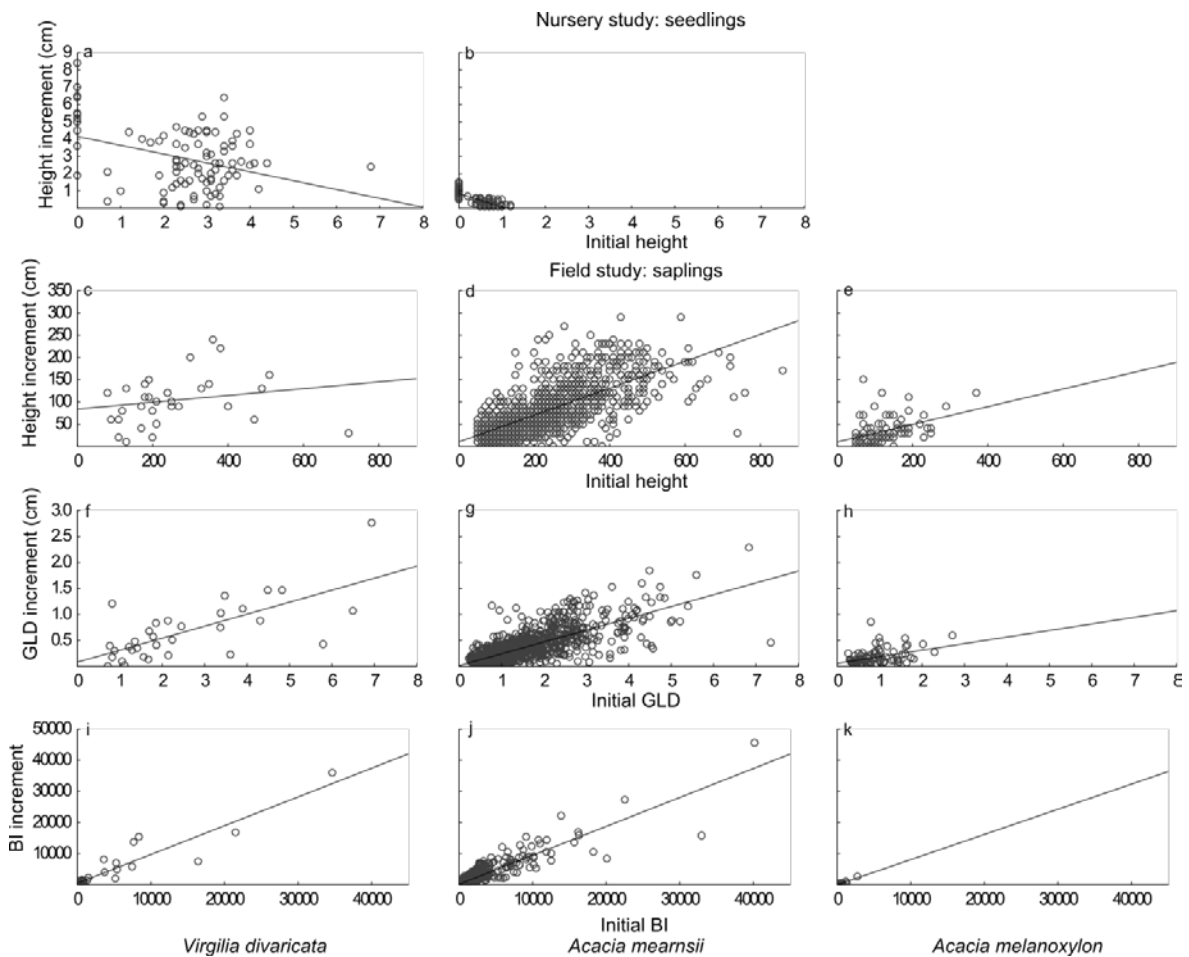 Nursery study: seedlings
Height increment (cm)
a
9
8
7
6
5
4
3
2
1
0 1 2 3 4 5 6 7 8
b
0 1 2 3 4 5 6 7 8
Initial height
Field study: saplings
Height increment (cm)
c
350
300
250
200
150
100
50
0 200 400 600 800
d
0 200 400 600 800
e
0 200 400 600 800
Initial height
GLD increment (cm)
f
3.0
2.5
2.0
1.5
1.0
0.5
0 1 2 3 4 5 6 7 8
g
0 1 2 3 4 5 6 7 8
h
0 1 2 3 4 5 6 7 8
Initial GLD
BI increment
i
50000
40000
30000
20000
10000
0 10000 20000 30000 40000
j
0 10000 20000 30000 40000
k
0 10000 20000 30000 40000
Initial BI
Virgilia divaricata Acacia mearnsii Acacia melanoxylon